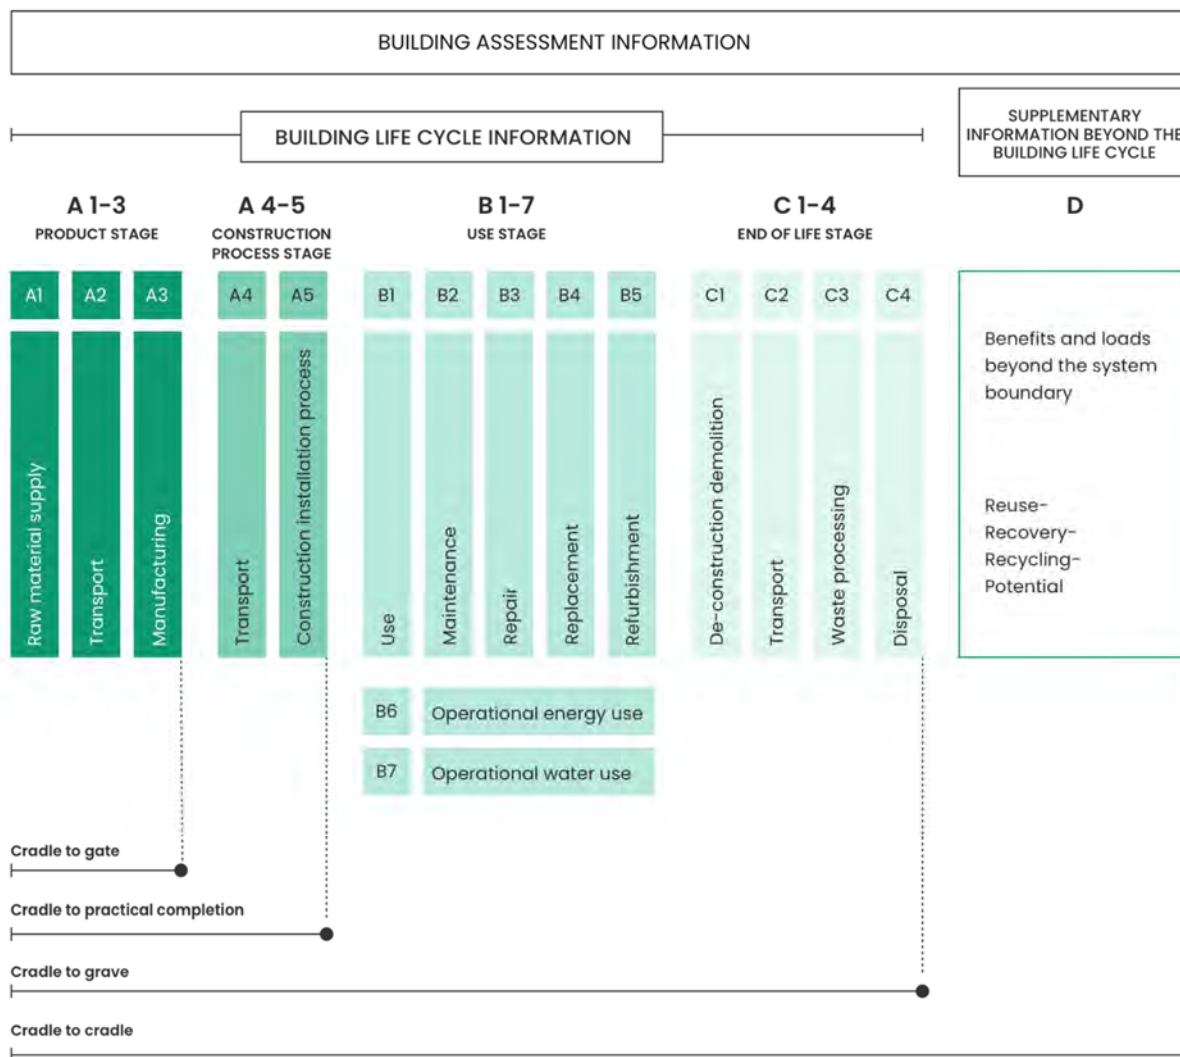 BUILDING ASSESSMENT INFORMATION
BUILDING LIFE CYCLE INFORMATION
SUPPLEMENTARY
INFORMATION BEYOND THE
BUILDING LIFE CYCLE
A 1-3
PRODUCT STAGE
A 4-5
CONSTRUCTION
PROCESS STAGE
B 1-7
USE STAGE
C 1-4
END OF LIFE STAGE
D
A1
A2
A3
A4
A5
B1
B2
B3
B4
B5
C1
C2
C3
C4
Raw material supply
Transport
Manufacturing
Transport
Construction installation process
Use
Maintenance
Repair
Replacement
Refurbishment
De-construction demolition
Transport
Waste processing
Disposal
Benefits and loads
beyond the system
boundary
Reuse-
Recovery-
Recycling-
Potential
B6
Operational energy use
B7
Operational water use
Cradle to gate
Cradle to practical completion
Cradle to grave
Cradle to cradle